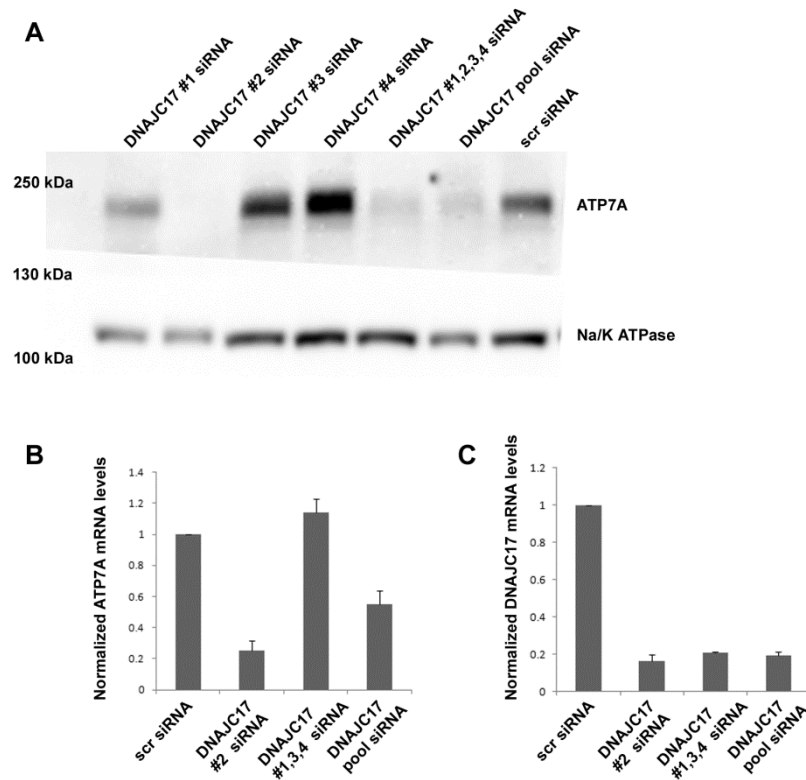 A
DNAJC17 #1 siRNA
DNAJC17 #2 siRNA
DNAJC17 #3 siRNA
DNAJC17 #4 siRNA
DNAJC17 #1,2,3,4 siRNA
DNAJC17 pool siRNA
scr siRNA
250 kDa
ATP7A
130 kDa
Na/K ATPase
100 kDa
B
Normalized ATP7A mRNA levels
1.4
1.2
1
0.8
0.6
0.4
0.2
0
scr siRNA
DNAJC17
#2 siRNA
DNAJC17
#1,3,4 siRNA
DNAJC17
pool siRNA
C
Normalized DNAJC17 mRNA levels
1.2
1
0.8
0.6
0.4
0.2
0
scr siRNA
DNAJC17
#2 siRNA
DNAJC17
#1,3,4 siRNA
DNAJC17
pool siRNA